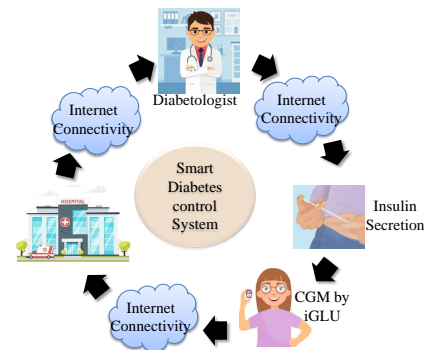 Diabetologist
Internet
Connectivity
Internet
Connectivity
Smart
Diabetes
control
System
HOSPITAL
Insulin
Secretion
CGM by
iGLU
Internet
Connectivity